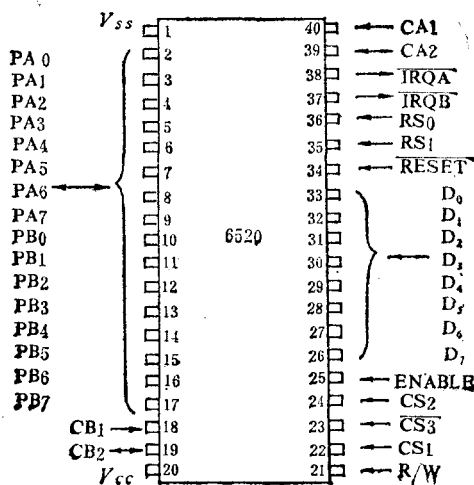 Vss
PA0
PA1
PA2
PA3
PA4
PA5
PA6
PA7
PB0
PB1
PB2
PB3
PB4
PB5
PB6
PB7
CB1
CB2
Vcc
1
2
3
4
5
6
7
8
9
10
11
12
13
14
15
16
17
18
19
20
6520
40
39
38
37
36
35
34
33
32
31
30
29
28
27
26
25
24
23
22
21
CA1
CA2
I̅R̅Q̅A̅
I̅R̅Q̅B̅
RS0
RS1
R̅E̅S̅E̅T̅
D₀
D₁
D₂
D₃
D₄
D₅
D₆
D₇
ENABLE
CS2
C̅S̅3̅
CS1
R/W